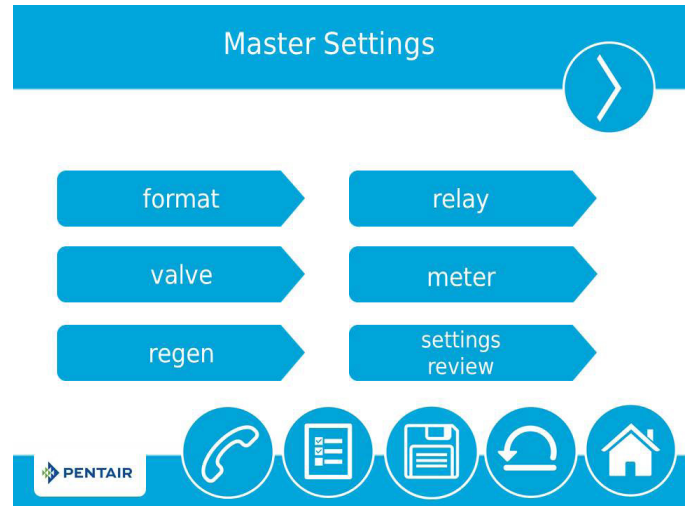 Master Settings
format
relay
valve
meter
regen
settings
review
PENTAIR